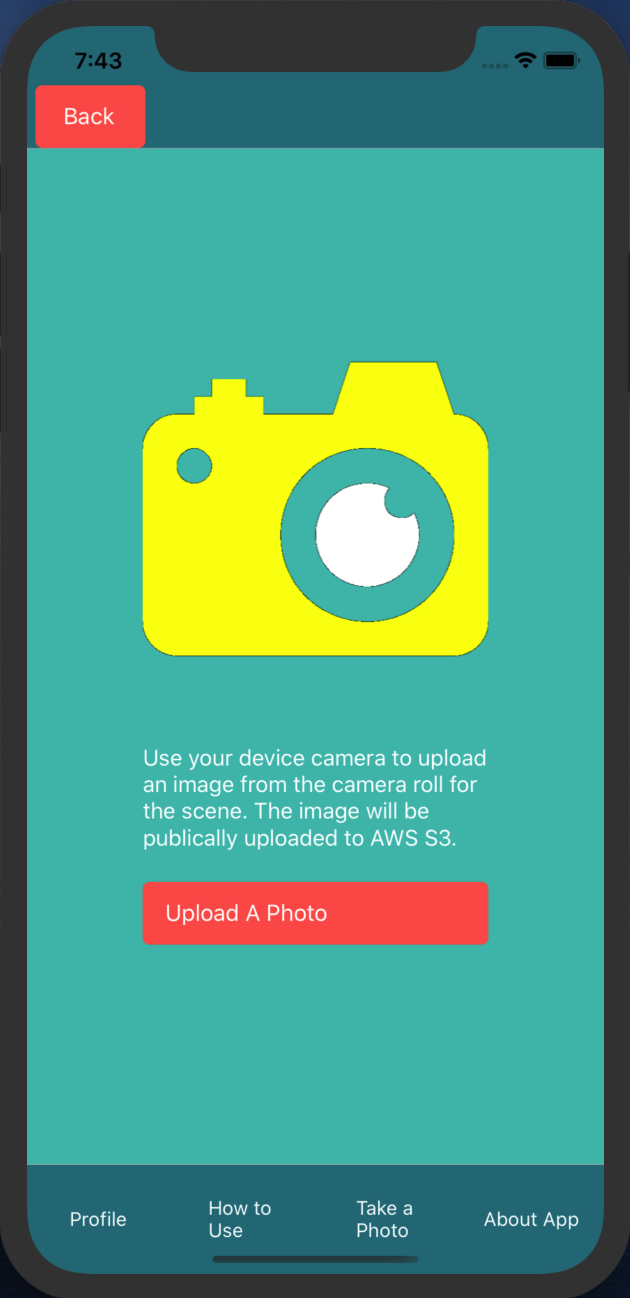 7:43
Back
Use your device camera to upload
an image from the camera roll for
the scene. The image will be
publically uploaded to AWS S3.
Upload A Photo
Profile
How to
Use
Take a
Photo
About App